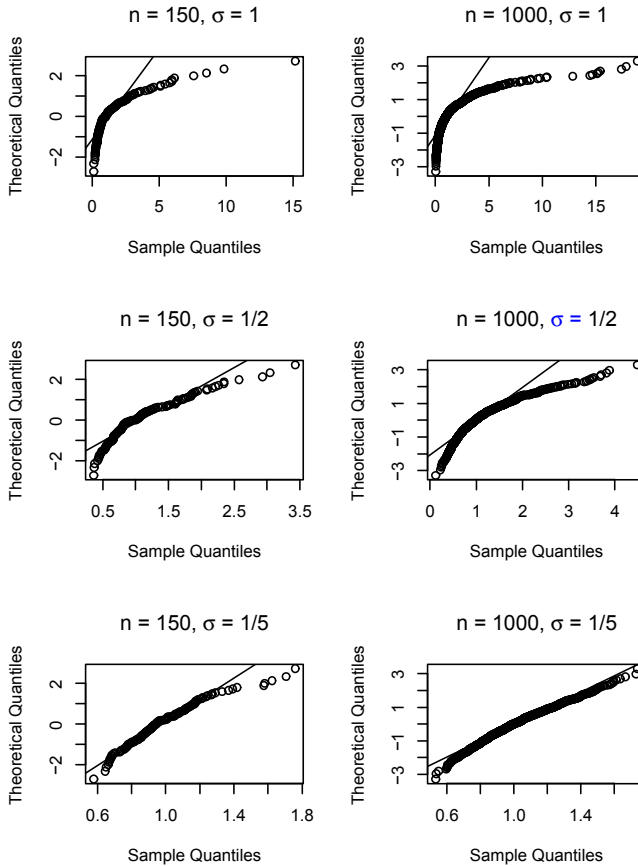 n = 150, σ = 1
Theoretical Quantiles
-2 0 2
0 5 10 15
Sample Quantiles
n = 1000, σ = 1
Theoretical Quantiles
-3 -1 1 3
0 5 10 15
Sample Quantiles
n = 150, σ = 1/2
Theoretical Quantiles
-2 0 2
0.5 1.5 2.5 3.5
Sample Quantiles
n = 1000, σ = 1/2
Theoretical Quantiles
-3 -1 1 3
0 1 2 3 4
Sample Quantiles
n = 150, σ = 1/5
Theoretical Quantiles
-2 0 2
0.6 1.0 1.4 1.8
Sample Quantiles
n = 1000, σ = 1/5
Theoretical Quantiles
-3 -1 1 3
0.6 1.0 1.4
Sample Quantiles